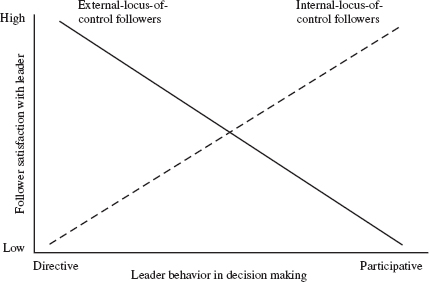 External-locus-of-
control followers
Internal-locus-of-
control followers
High
Follower satisfaction with leader
Low
Directive
Participative
Leader behavior in decision making